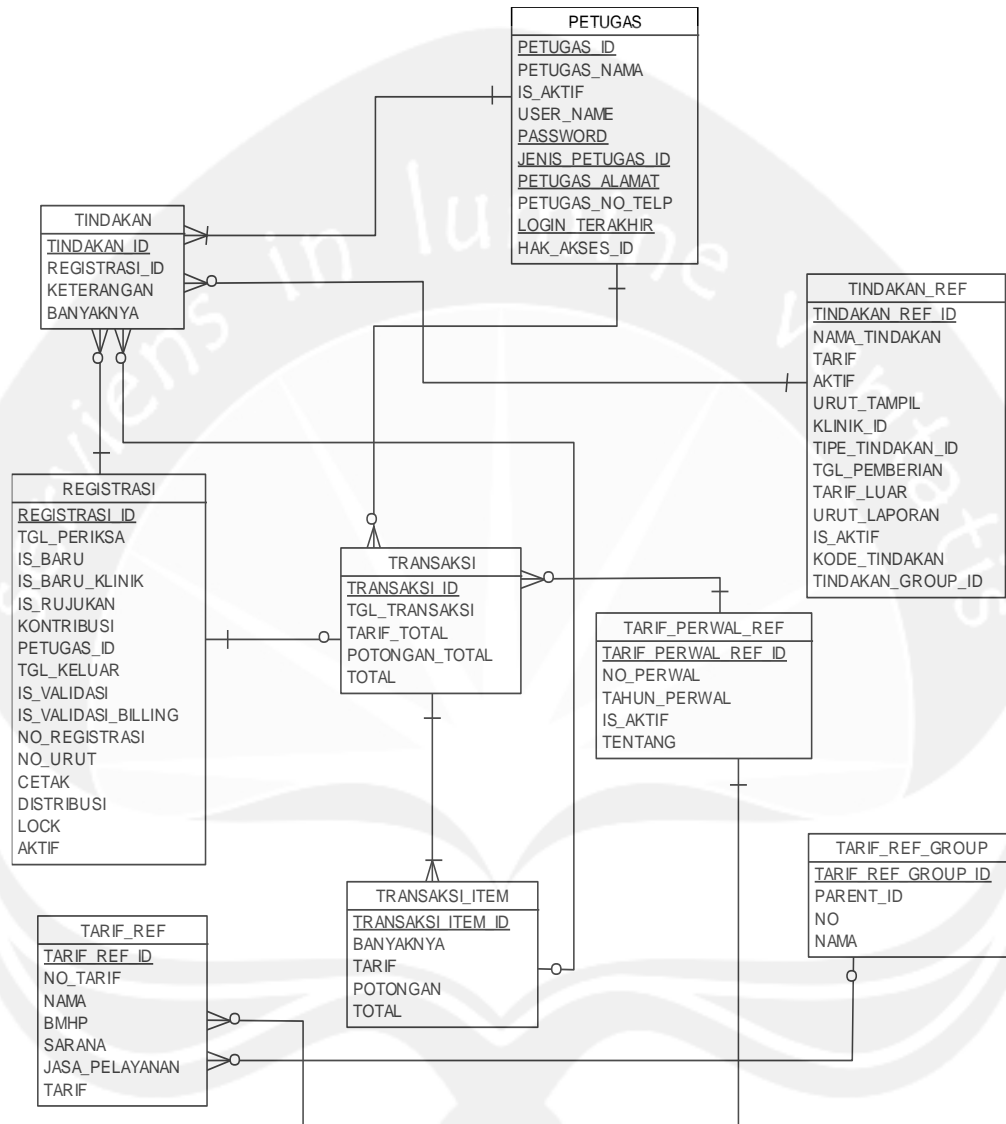 PETUGAS
PETUGAS_ID
PETUGAS_NAMA
IS_AKTIF
USER_NAME
PASSWORD
JENIS_PETUGAS_ID
PETUGAS_ALAMAT
PETUGAS_NO_TELP
LOGIN_TERAKHIR
HAK_AKSES_ID
TINDAKAN
TINDAKAN_ID
REGISTRASI_ID
KETERANGAN
BANYAKNYA
TINDAKAN_REF
TINDAKAN_REF_ID
NAMA_TINDAKAN
TARIF
AKTIF
URUT_TAMPIL
KLINIK_ID
TIPE_TINDAKAN_ID
TGL_PEMBERIAN
TARIF_LUAR
URUT_LAPORAN
IS_AKTIF
KODE_TINDAKAN
TINDAKAN_GROUP_ID
REGISTRASI
REGISTRASI_ID
TGL_PERIKSA
IS_BARU
IS_BARU_KLINIK
IS_RUJUKAN
KONTRIBUSI
PETUGAS_ID
TGL_KELUAR
IS_VALIDASI
IS_VALIDASI_BILLING
NO_REGISTRASI
NO_URUT
CETAK
DISTRIBUSI
LOCK
AKTIF
TRANSAKSI
TRANSAKSI_ID
TGL_TRANSAKSI
TARIF_TOTAL
POTONGAN_TOTAL
TOTAL
TARIF_PERWAL_REF
TARIF_PERWAL_REF_ID
NO_PERWAL
TAHUN_PERWAL
IS_AKTIF
TENTANG
TARIF_REF_GROUP
TARIF_REF_GROUP_ID
PARENT_ID
NO
NAMA
TRANSAKSI_ITEM
TRANSAKSI_ITEM_ID
BANYAKNYA
TARIF
POTONGAN
TOTAL
TARIF_REF
TARIF_REF_ID
NO_TARIF
NAMA
BMHP
SARANA
JASA_PELAYANAN
TARIF
serviens in lumine veritatis